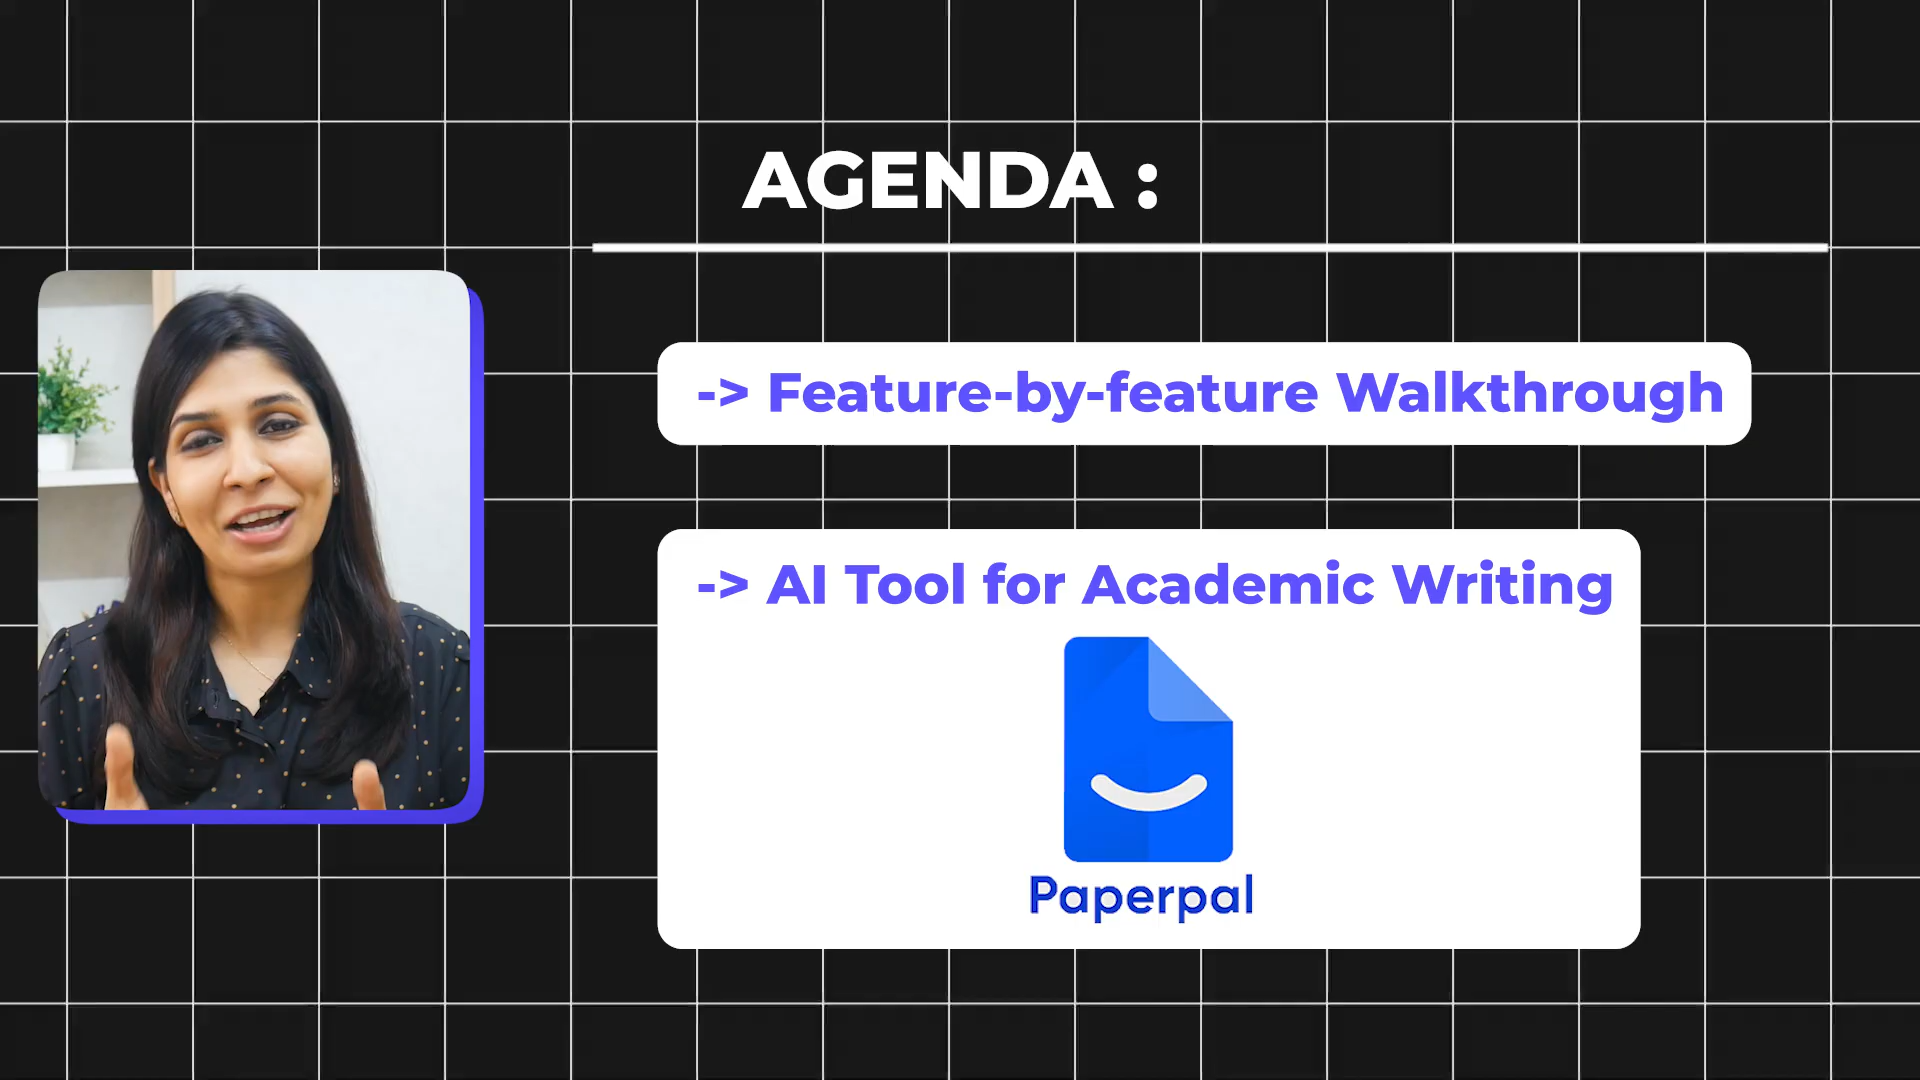 AGENDA :
-> Feature-by-feature Walkthrough
-> AI Tool for Academic Writing
Paperpal